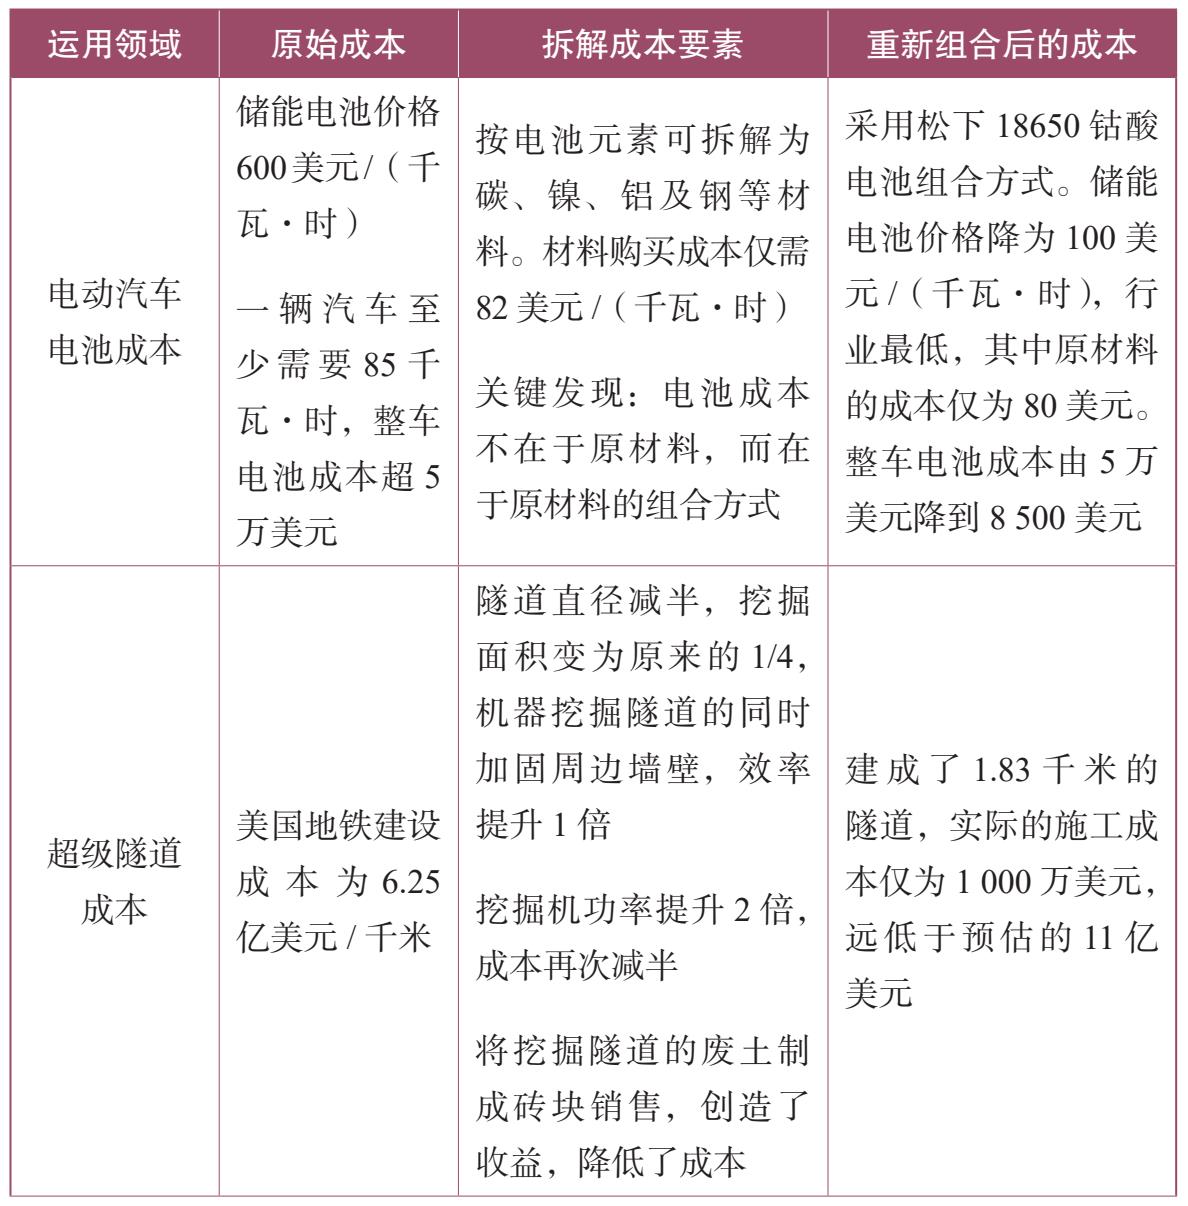 运用领域
原始成本
拆解成本要素
重新组合后的成本
电动汽车
电池成本
储能电池价格
600美元/（千
瓦·时）
一辆汽车至
少需要85千
瓦·时，整车
电池成本超5
万美元
按电池元素可拆解为
碳、镍、铝及钢等材
料。材料购买成本仅需
82美元/（千瓦·时）
关键发现：电池成本
不在于原材料，而在
于原材料的组合方式
采用松下18650钴酸
电池组合方式。储能
电池价格降为100美
元/（千瓦·时），行
业最低，其中原材料
的成本仅为80美元。
整车电池成本由5万
美元降到8 500美元
超级隧道
成本
美国地铁建设
成本为6.25
亿美元/千米
隧道直径减半，挖掘
面积变为原来的1/4，
机器挖掘隧道的同时
加固周边墙壁，效率
提升1倍
挖掘机功率提升2倍，
成本再次减半
将挖掘隧道的废土制
成砖块销售，创造了
收益，降低了成本
建成了1.83千米的
隧道，实际的施工成
本仅为1 000万美元，
远低于预估的11亿
美元